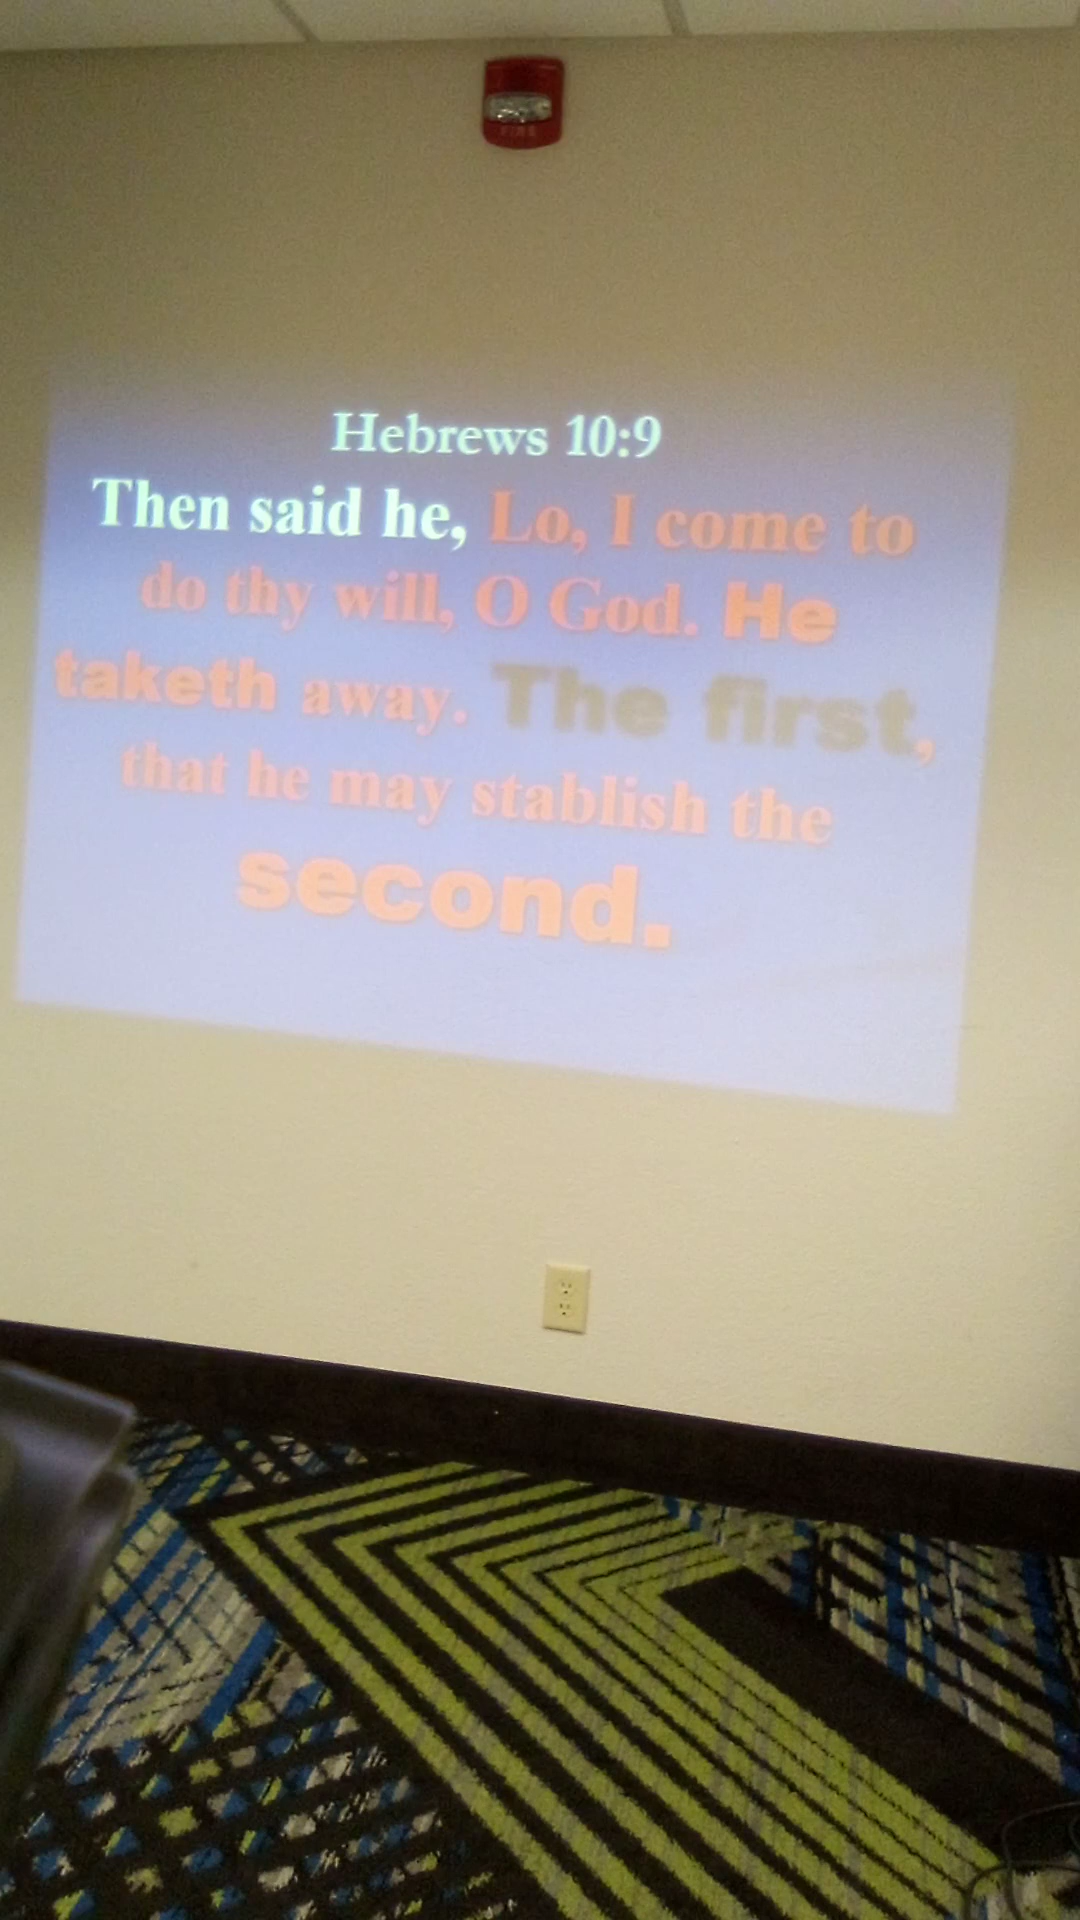 FIRE
Hebrews 10:9
Then said he, Lo, I come to
do thy will, O God. He
taketh away. The first,
that he may stablish the
second.